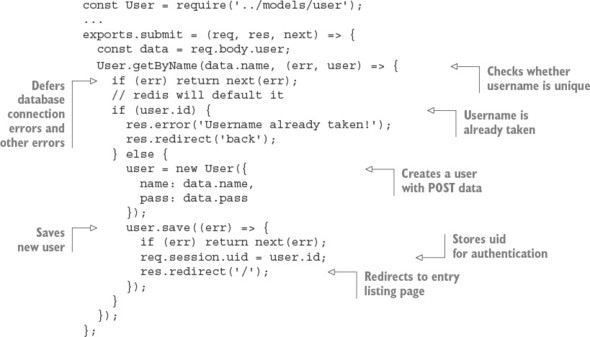 const User = require('../models/user');
...
exports.submit = (req, res, next) => {
const data = req.body.user;
User.getByName(data.name, (err, user) => {
Checks whether
username is unique
Defers
database
connection
errors and
other errors
if (err) return next(err);
// redis will default it
if (user.id) {
Username is
already taken
res.error('Username already taken!');
res.redirect('back');
} else {
user = new User({
Creates a user
with POST data
name: data.name,
pass: data.pass
});
Saves
new user
user.save((err) => {
if (err) return next(err);
Stores uid
for authentication
req.session.uid = user.id;
res.redirect('/');
Redirects to entry
listing page
});
}
});
};